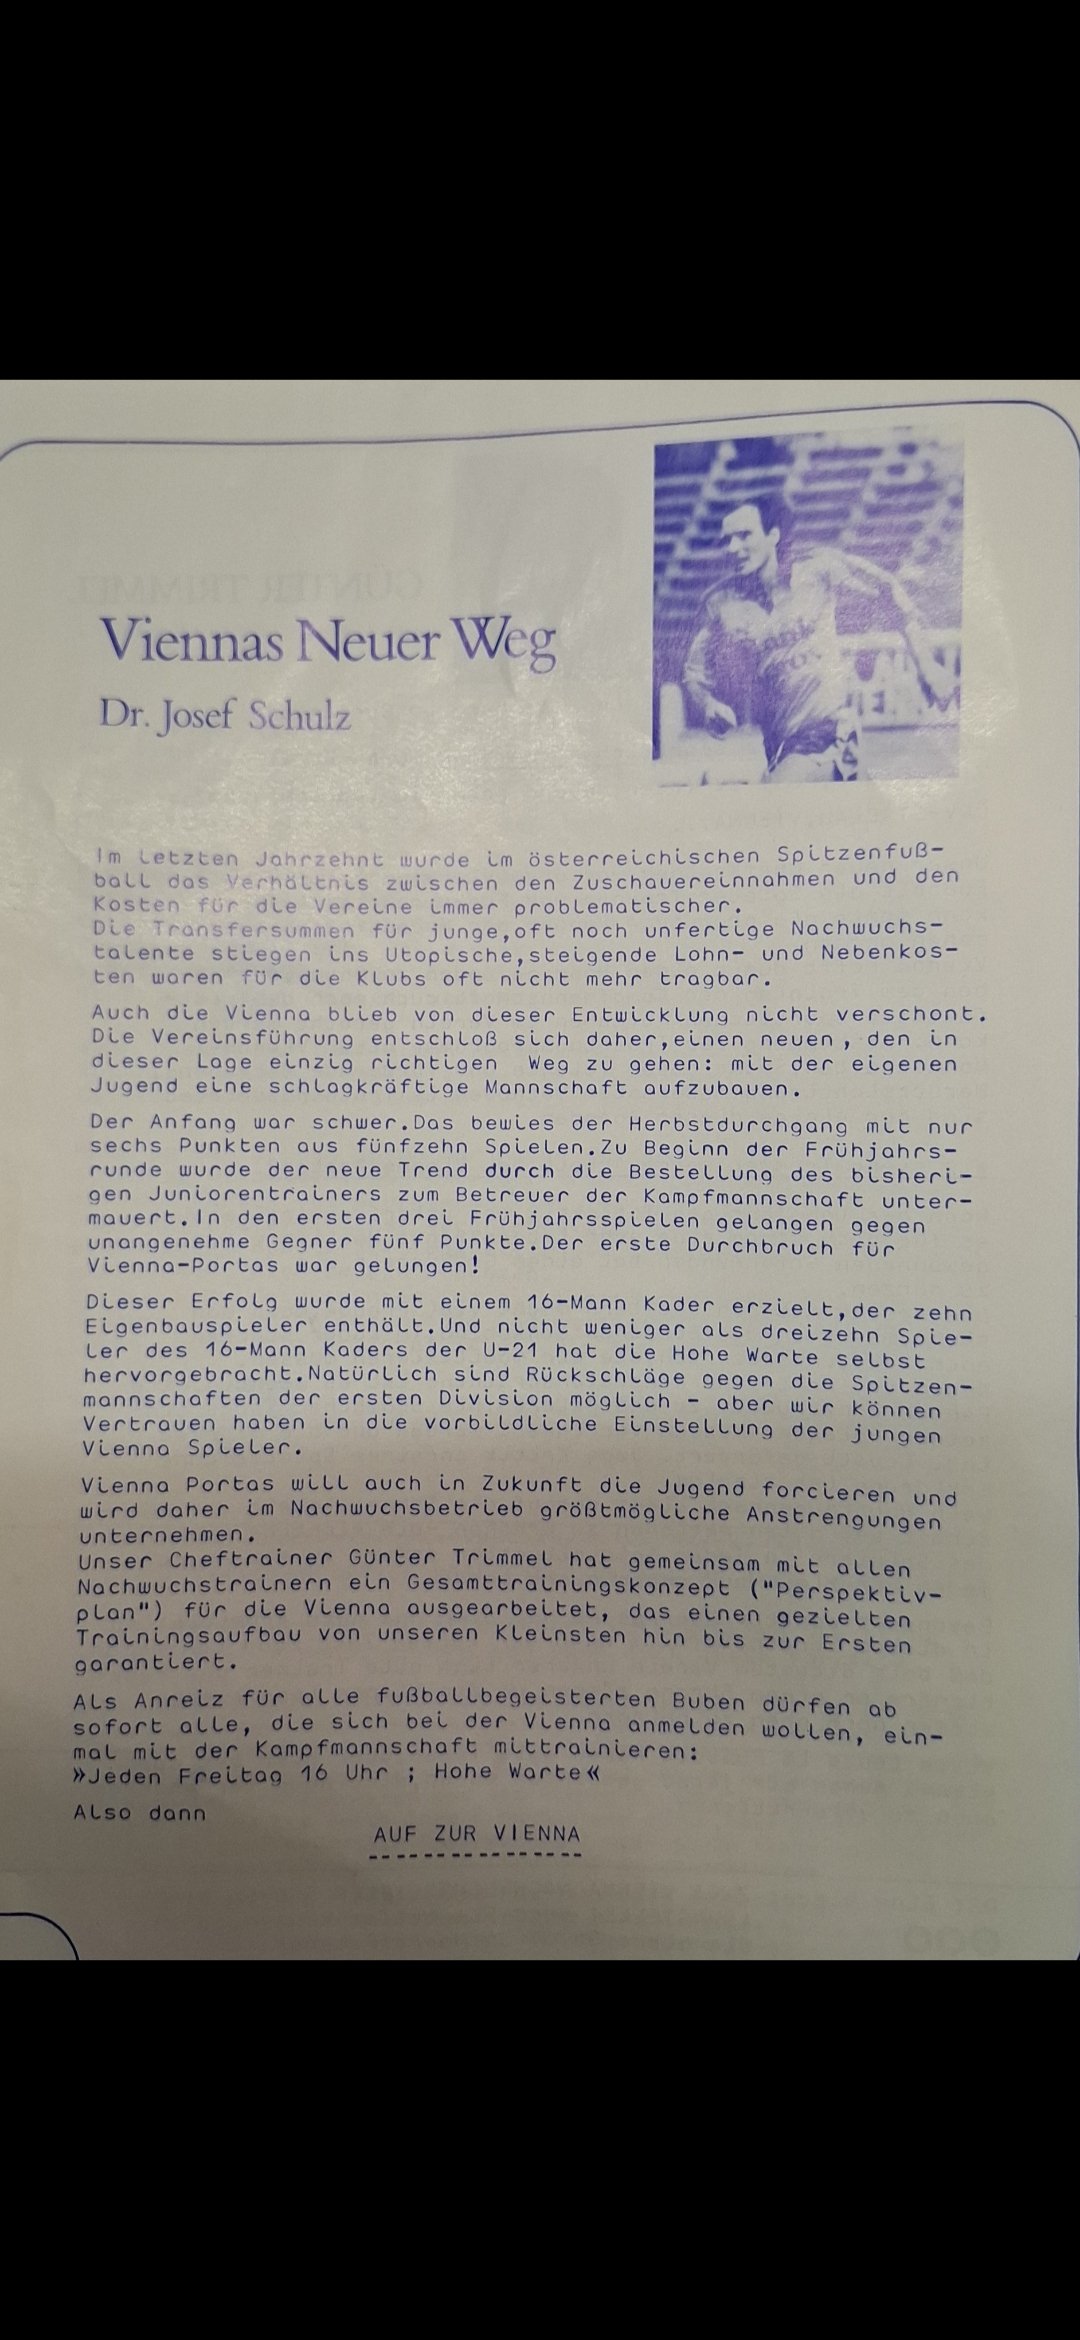 Viennas Neuer Weg
Dr. Josef Schulz
Im letzten Jahrzehnt wurde im österreichischen Spitzenfuß-
ball das Verhältnis zwischen den Zuschauereinnahmen und den
Kosten für die Vereine immer problematischer.
Die Transfersummen für junge,oft noch unfertige Nachwuchs-
talente stiegen ins Utopische,steigende Lohn- und Nebenkos-
ten waren für die Klubs oft nicht mehr tragbar.
Auch die Vienna blieb von dieser Entwicklung nicht verschont.
Die Vereinsführung entschloß sich daher,einen neuen, den in
dieser Lage einzig richtigen Weg zu gehen: mit der eigenen
Jugend eine schlagkräftige Mannschaft aufzubauen.
Der Anfang war schwer.Das bewies der Herbstdurchgang mit nur
sechs Punkten aus fünfzehn Spielen.Zu Beginn der Frühjahrs-
runde wurde der neue Trend durch die Bestellung des bisheri-
gen Juniorentrainers zum Betreuer der Kampfmannschaft unter-
mauert.In den ersten drei Frühjahrsspielen gelangen gegen
unangenehme Gegner fünf Punkte.Der erste Durchbruch für
Vienna-Portas war gelungen!
Dieser Erfolg wurde mit einem 16-Mann Kader erzielt,der zehn
Eigenbauspieler enthält.Und nicht weniger als dreizehn Spie-
ler des 16-Mann Kaders der U-21 hat die Hohe Warte selbst
hervorgebracht.Natürlich sind Rückschläge gegen die Spitzen-
mannschaften der ersten Division möglich - aber wir können
Vertrauen haben in die vorbildliche Einstellung der jungen
Vienna Spieler.
Vienna Portas will auch in Zukunft die Jugend forcieren und
wird daher im Nachwuchsbetrieb größtmögliche Anstrengungen
unternehmen.
Unser Cheftrainer Günter Trimmel hat gemeinsam mit allen
Nachwuchstrainern ein Gesamttrainingskonzept ("Perspektiv-
plan") für die Vienna ausgearbeitet, das einen gezielten
Trainingsaufbau von unseren Kleinsten hin bis zur Ersten
garantiert.
Als Anreiz für alle fußballbegeisterten Buben dürfen ab
sofort alle, die sich bei der Vienna anmelden wollen, ein-
mal mit der Kampfmannschaft mittrainieren:
»Jeden Freitag 16 Uhr ; Hohe Warte«
Also dann
AUF ZUR VIENNA